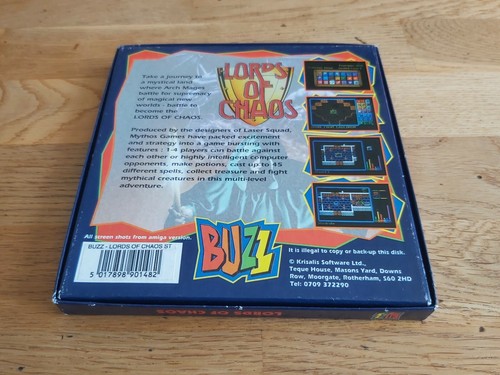 LORDS
OF
CHAOS
Take a journey to
a mystical land
where Arch Mages
battle for supremacy
of magical new
worlds - battle to
become the
LORDS OF CHAOS.
Produced by the designers of Laser Squad,
Mythos Games have packed excitement
and strategy into a game bursting with
features : 1-4 players can battle against
each other or highly intelligent computer
opponents, make potions, cast up to 45
different spells, collect treasure and fight
mythical creatures in this multi-level
adventure.
All screen shots from amiga version.
BUZZ - LORDS OF CHAOS ST
5 017898 901482
BUZZ
It is illegal to copy or back-up this disk.
© Krisalis Software Ltd.,
Teque House, Masons Yard, Downs
Row, Moorgate, Rotherham, S60 2HD
Tel: 0709 372290
LORDS OF CHAOS